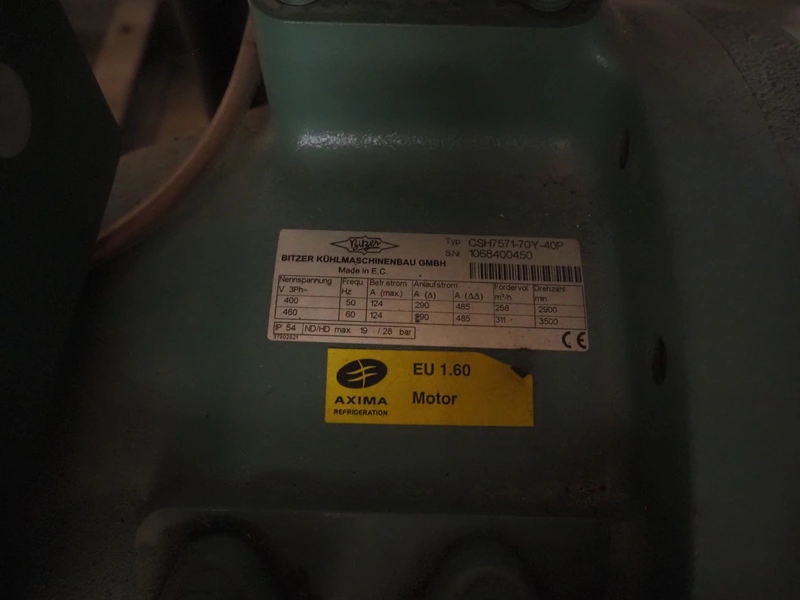 Bitzer
Typ CSH7571-70Y-40P
S.Nr. 1068400450
BITZER KÜHLMASCHINENBAU GMBH
Made in E.C.
Nennspannung Frequ. Betr.strom Anlaufstrom Fördervol. Drehzahl
V 3Ph~ Hz A (max.) A (Δ) A (ΔΔ) m³/h min
400 50 124 290 485 258 2900
460 60 124 290 485 311 3500
IP 54 ND/HD max. 19 / 28 bar
CE
EU 1.60
AXIMA
REFRIGERATION
Motor